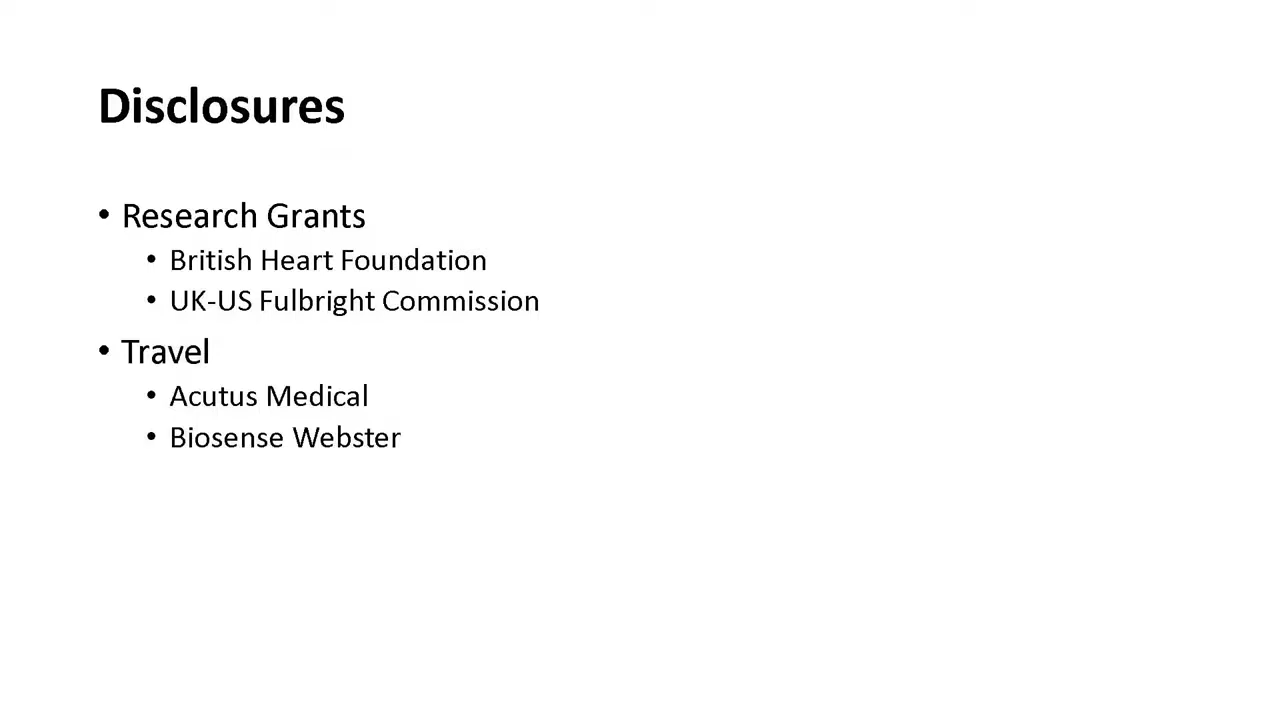 Disclosures
• Research Grants
• British Heart Foundation
• UK-US Fulbright Commission
• Travel
• Acutus Medical
• Biosense Webster